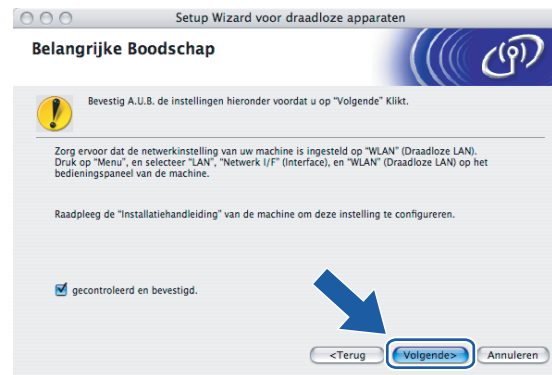 Setup Wizard voor draadloze apparaten
Belangrijke Boodschap
Bevestig A.U.B. de instellingen hieronder voordat u op "Volgende" Klikt.
Zorg ervoor dat de netwerkinstelling van uw machine is ingesteld op "WLAN" (Draadloze LAN).
Druk op "Menu", en selecteer "LAN", "Netwerk I/F" (Interface), en "WLAN" (Draadloze LAN) op het
bedieningspaneel van de machine.
Raadpleeg de "Installatiehandleiding" van de machine om deze instelling te configureren.
gecontroleerd en bevestigd.
<Terug Volgende> Annuleren